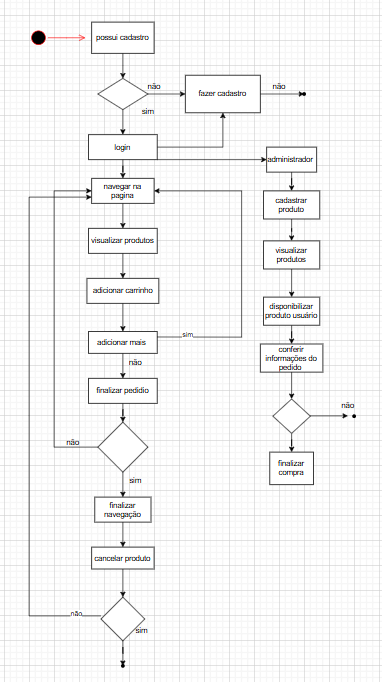 possui cadastro
não
fazer cadastro
não
sim
login
administrador
navegar na
pagina
cadastrar
produto
visualizar produtos
visualizar
produtos
adicionar carrinho
disponibilizar
produto usuário
adicionar mais
sim
não
conferir
informações do
pedido
finalizar pedidio
não
não
sim
finalizar
compra
finalizar
navegação
cancelar produto
não
sim